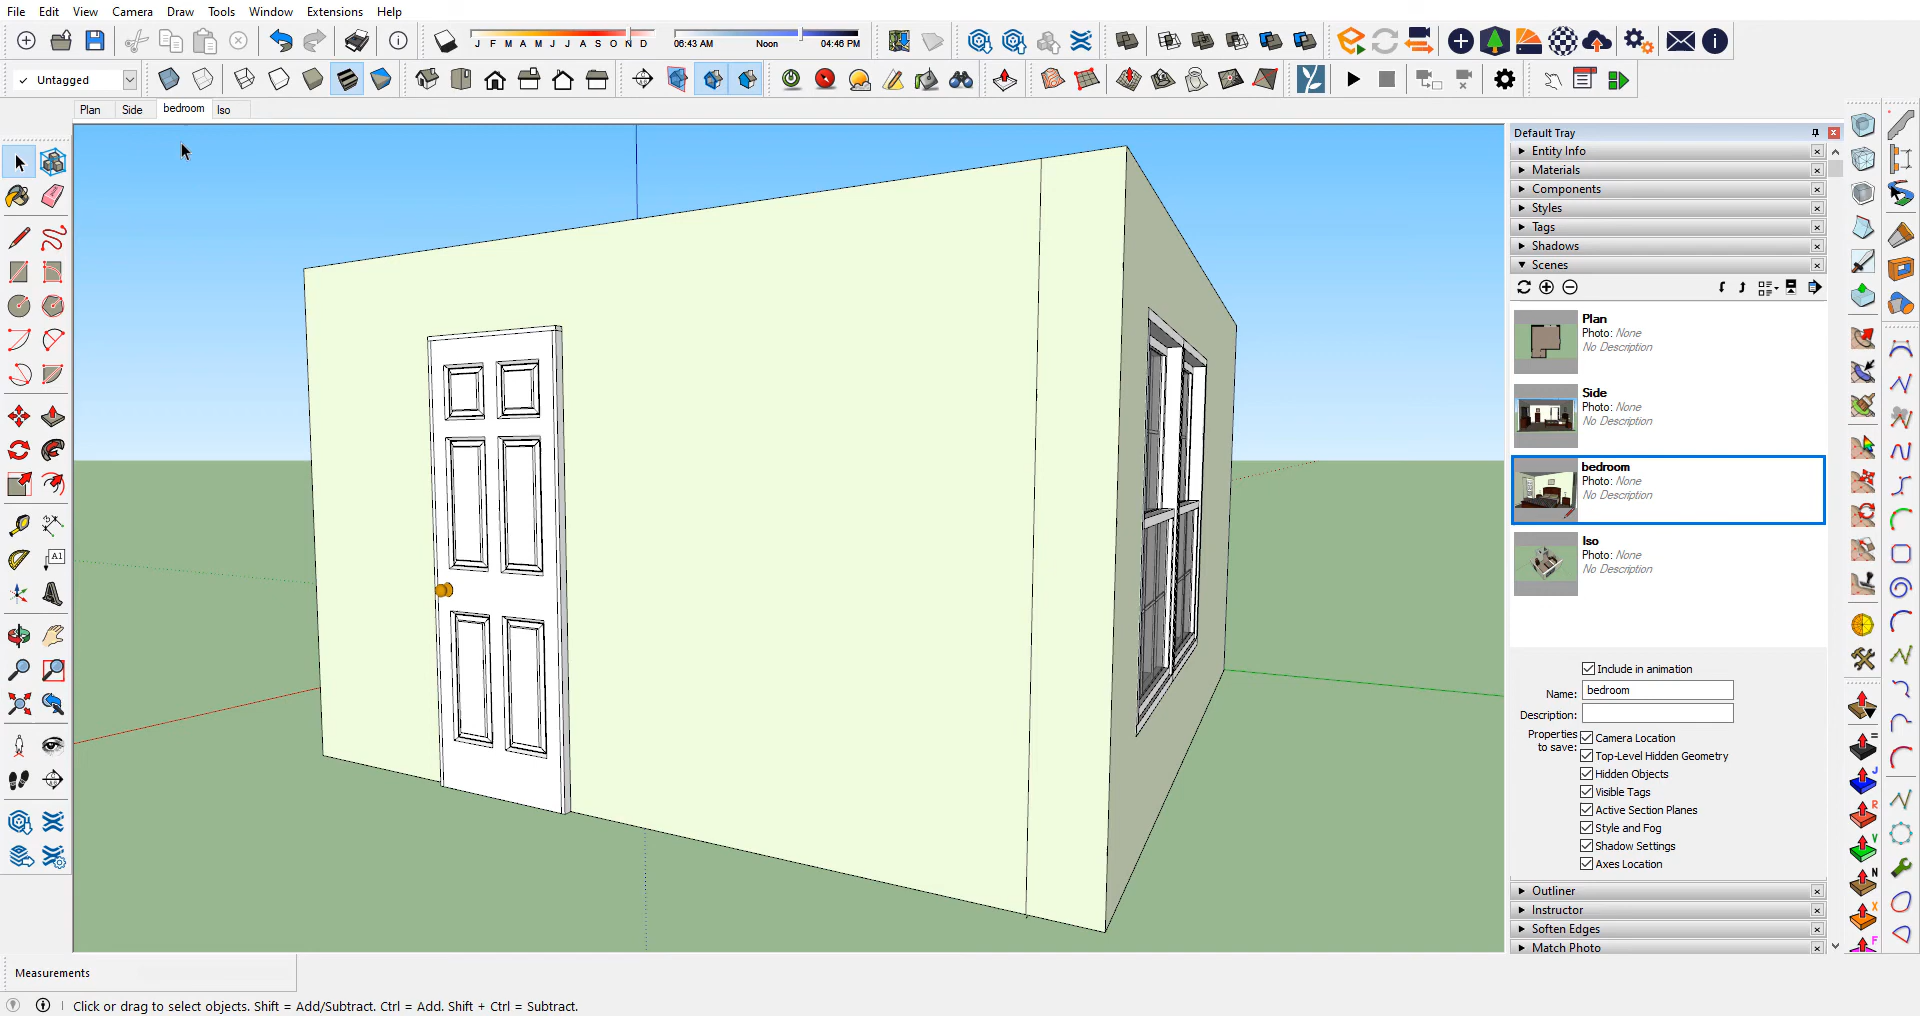 File Edit View Camera Draw Tools Window Extensions Help
J F M A M J J A S O N D
06:43 AM Noon 04:46 PM
✓ Untagged
Plan Side bedroom Iso
Default Tray
Entity Info
Materials
Components
Styles
Tags
Shadows
Scenes
Plan
Photo: None
No Description
Side
Photo: None
No Description
bedroom
Photo: None
No Description
Iso
Photo: None
No Description
Include in animation
Name: bedroom
Description:
Properties to save:
Camera Location
Top-Level Hidden Geometry
Hidden Objects
Visible Tags
Active Section Planes
Style and Fog
Shadow Settings
Axes Location
Outliner
Instructor
Soften Edges
Match Photo
A1
=
J
R
V
N
X
F
Measurements
Click or drag to select objects. Shift = Add/Subtract. Ctrl = Add. Shift + Ctrl = Subtract.